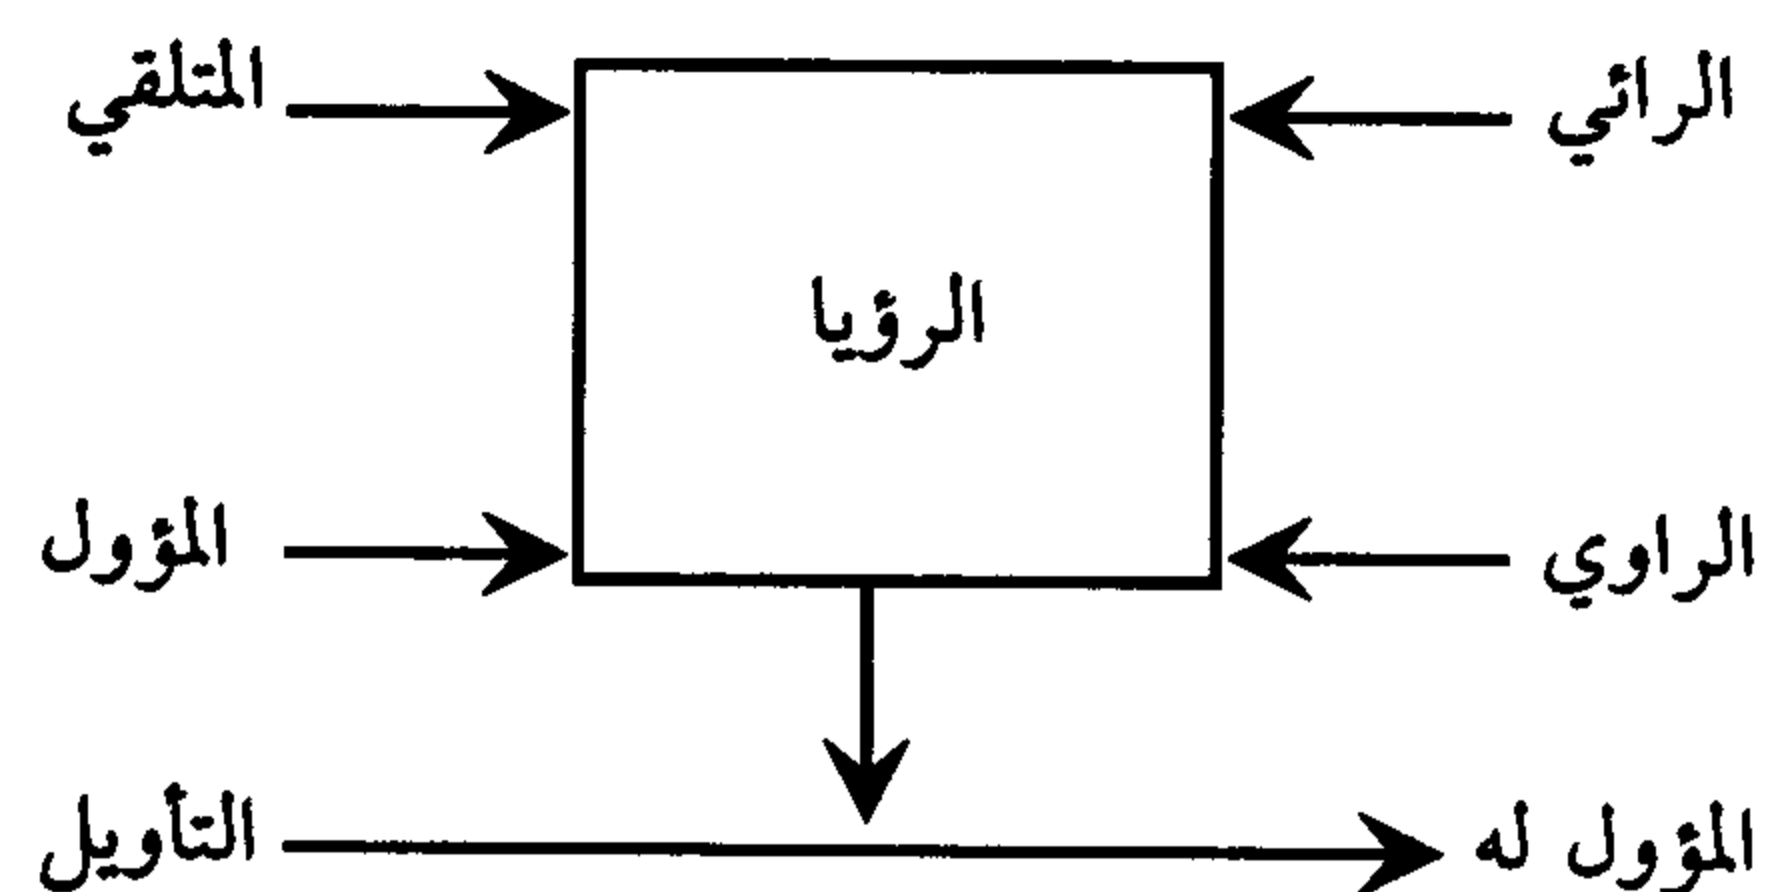 الرائي
المتلقي
الرؤيا
الراوي
المؤول
المؤول له
التأويل